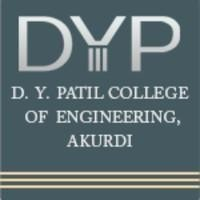 DYP
D. Y. PATIL COLLEGE
OF ENGINEERING,
AKURDI